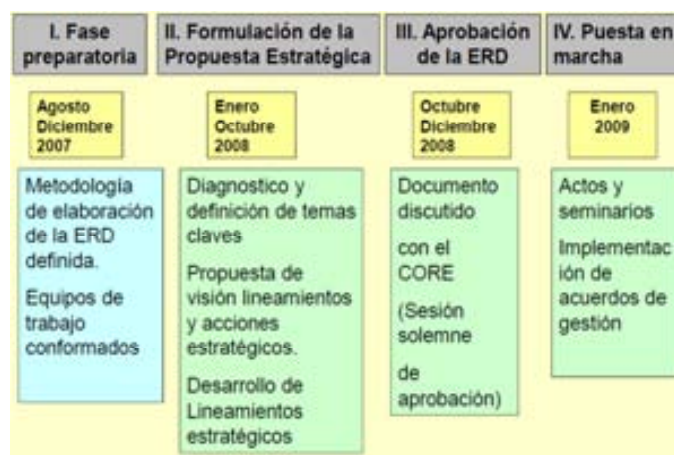 I. Fase
preparatoria
II. Formulación de la
Propuesta Estratégica
III. Aprobación
de la ERD
IV. Puesta en
marcha
Agosto
Diciembre
2007
Enero
Octubre
2008
Octubre
Diciembre
2008
Enero
2009
Metodología
de elaboración
de la ERD
definida.
Equipos de
trabajo
conformados
Diagnostico y
definición de temas
claves
Propuesta de
visión lineamientos
y acciones
estratégicos.
Desarrollo de
Lineamientos
estratégicos
Documento
discutido
con el
CORE
(Sesión
solemne
de
aprobación)
Actos y
seminarios
Implementac
ión de
acuerdos de
gestión